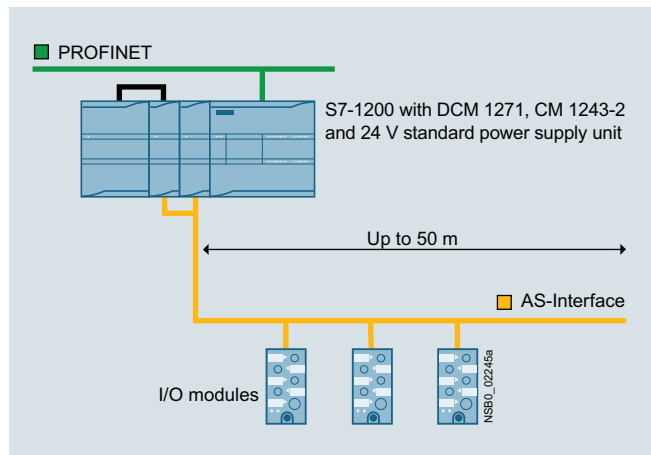 PROFINET
S7-1200 with DCM 1271, CM 1243-2
and 24 V standard power supply unit
Up to 50 m
AS-Interface
I/O modules
NSB0_02245a